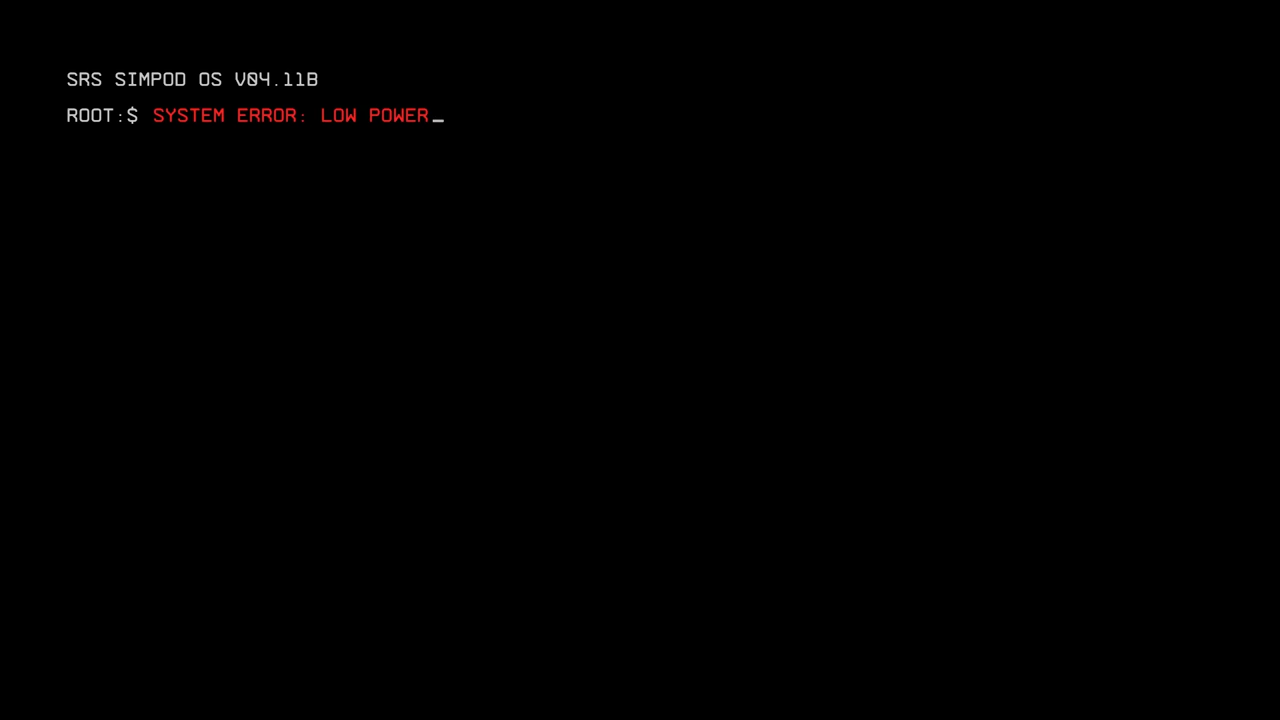 SRS SIMPOD OS V04.11B
ROOT:$ SYSTEM ERROR: LOW POWER_